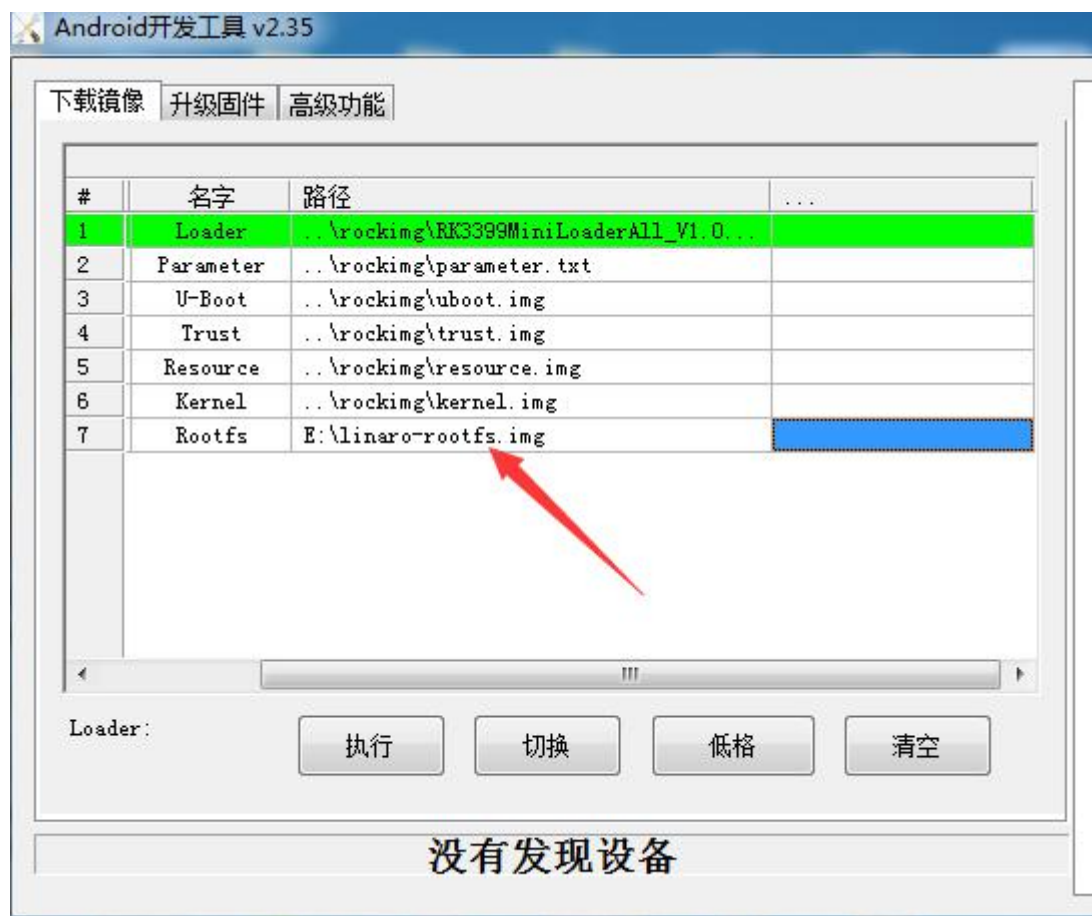 Android开发工具 v2.35
下载镜像 升级固件 高级功能
# 名字 路径 ...
1 Loader ..\rockimg\RK3399MiniLoaderAll_V1.0...
2 Parameter ..\rockimg\parameter.txt
3 U-Boot ..\rockimg\uboot.img
4 Trust ..\rockimg\trust.img
5 Resource ..\rockimg\resource.img
6 Kernel ..\rockimg\kernel.img
7 Rootfs E:\linaro-rootfs.img
Loader: 执行 切换 低格 清空
没有发现设备